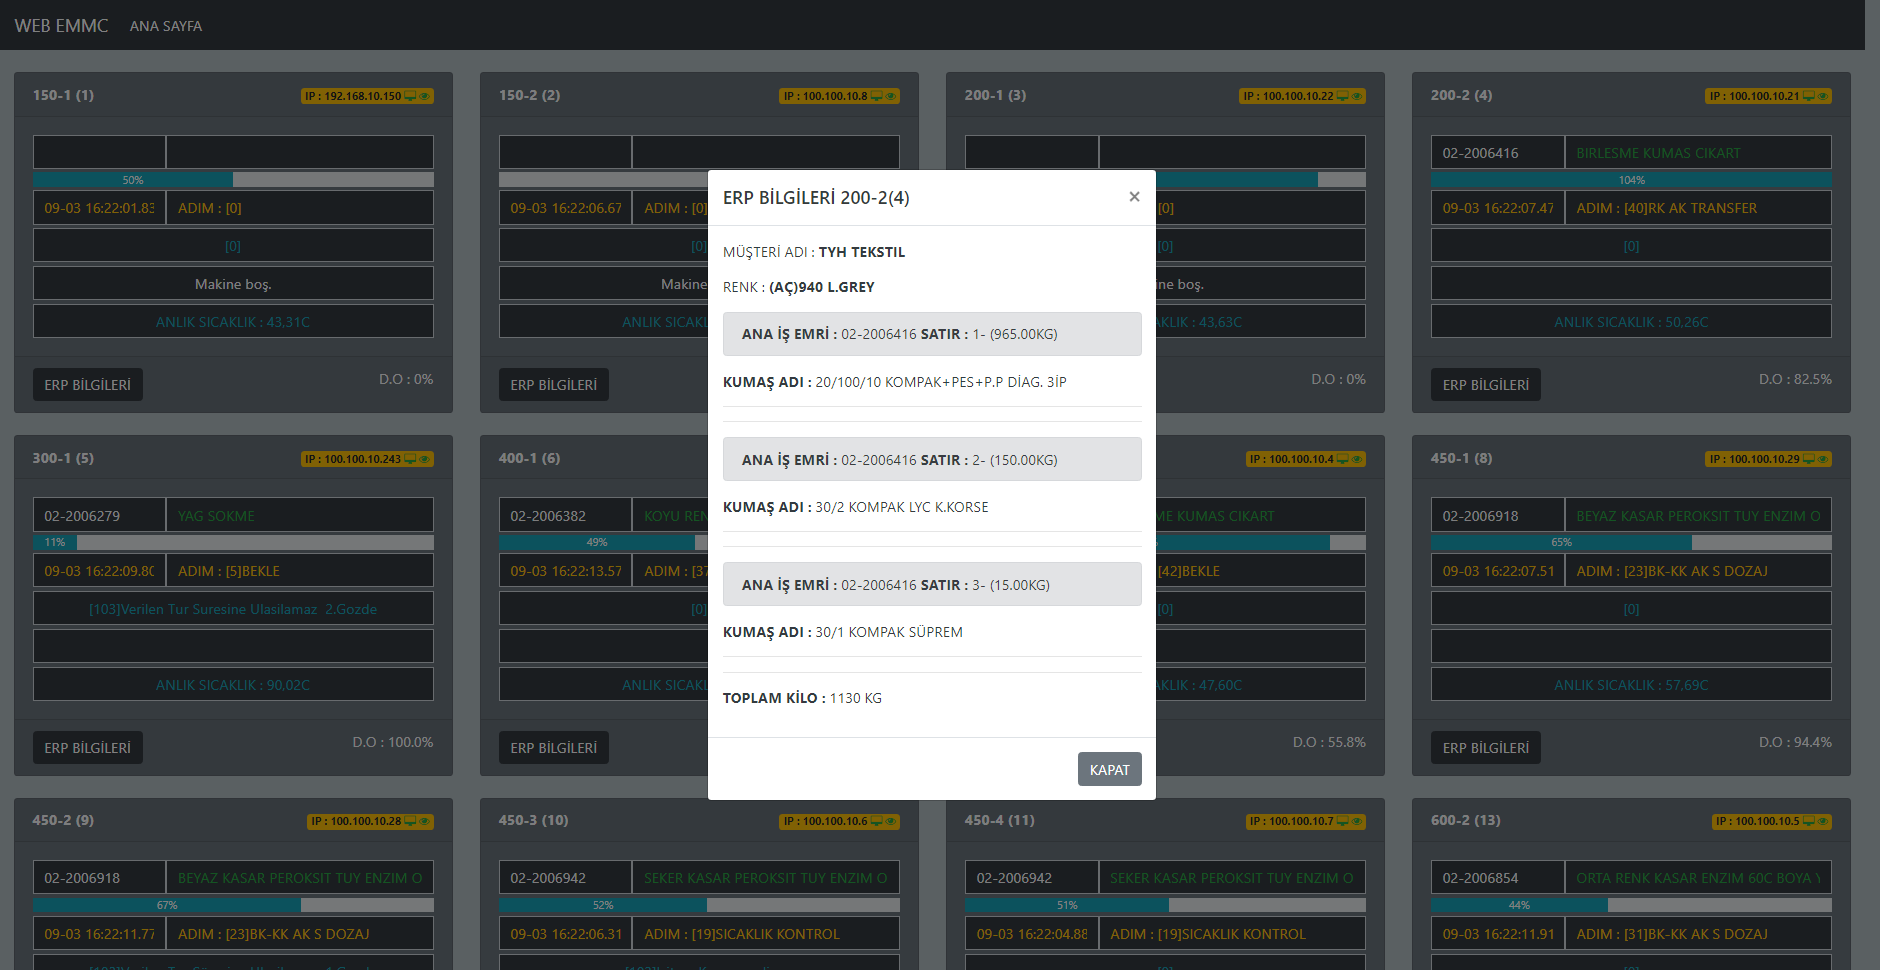 WEB EMMC ANA SAYFA
150-1 (1) IP : 192.168.10.150
50%
09-03 16:22:01.83 ADIM : [0]
[0]
Makine boş.
ANLIK SICAKLIK : 43,31C
ERP BİLGİLERİ D.O : 0%
150-2 (2) IP : 100.100.10.8
09-03 16:22:06.67 ADIM : [0]
[0]
Makine
ANLIK
ERP BİLGİLERİ
200-1 (3) IP : 100.100.10.22
[0]
[0]
boş.
: 43,63C
D.O : 0%
200-2 (4) IP : 100.100.10.21
02-2006416 BIRLESME KUMAS CIKART
104%
09-03 16:22:07.47 ADIM : [40]RK AK TRANSFER
[0]
ANLIK SICAKLIK : 50,26C
ERP BİLGİLERİ D.O : 82.5%
ERP BİLGİLERİ 200-2(4) ×
MÜŞTERİ ADI : TYH TEKSTIL
RENK : (AÇ)940 L.GREY
ANA İŞ EMRİ : 02-2006416 SATIR : 1- (965.00KG)
KUMAŞ ADI : 20/100/10 KOMPAK+PES+P.P DİAG. 3İP
ANA İŞ EMRİ : 02-2006416 SATIR : 2- (150.00KG)
KUMAŞ ADI : 30/2 KOMPAK LYC K.KORSE
ANA İŞ EMRİ : 02-2006416 SATIR : 3- (15.00KG)
KUMAŞ ADI : 30/1 KOMPAK SÜPREM
TOPLAM KİLO : 1130 KG
KAPAT
300-1 (5) IP : 100.100.10.243
02-2006279 YAG SOKME
11%
09-03 16:22:09.80 ADIM : [5]BEKLE
[103]Verilen Tur Suresine Ulasilamaz 2.Gozde
ANLIK SICAKLIK : 90,02C
ERP BİLGİLERİ D.O : 100.0%
400-1 (6)
02-2006382 KOYU REN
49%
09-03 16:22:13.57 ADIM : [37
[0]
ANLIK
ERP BİLGİLERİ
IP : 100.100.10.4
KUMAS CIKART
[42]BEKLE
[0]
: 47,60C
D.O : 55.8%
450-1 (8) IP : 100.100.10.29
02-2006918 BEYAZ KASAR PEROKSIT TUY ENZIM O
65%
09-03 16:22:07.51 ADIM : [23]BK-KK AK S DOZAJ
[0]
ANLIK SICAKLIK : 57,69C
ERP BİLGİLERİ D.O : 94.4%
450-2 (9) IP : 100.100.10.28
02-2006918 BEYAZ KASAR PEROKSIT TUY ENZIM O
67%
09-03 16:22:11.77 ADIM : [23]BK-KK AK S DOZAJ
450-3 (10) IP : 100.100.10.6
02-2006942 SEKER KASAR PEROKSIT TUY ENZIM O
52%
09-03 16:22:06.31 ADIM : [19]SICAKLIK KONTROL
450-4 (11) IP : 100.100.10.7
02-2006942 SEKER KASAR PEROKSIT TUY ENZIM O
51%
09-03 16:22:04.88 ADIM : [19]SICAKLIK KONTROL
600-2 (13) IP : 100.100.10.5
02-2006854 ORTA RENK KASAR ENZIM 60C BOYA
44%
09-03 16:22:11.91 ADIM : [31]BK-KK AK S DOZAJ